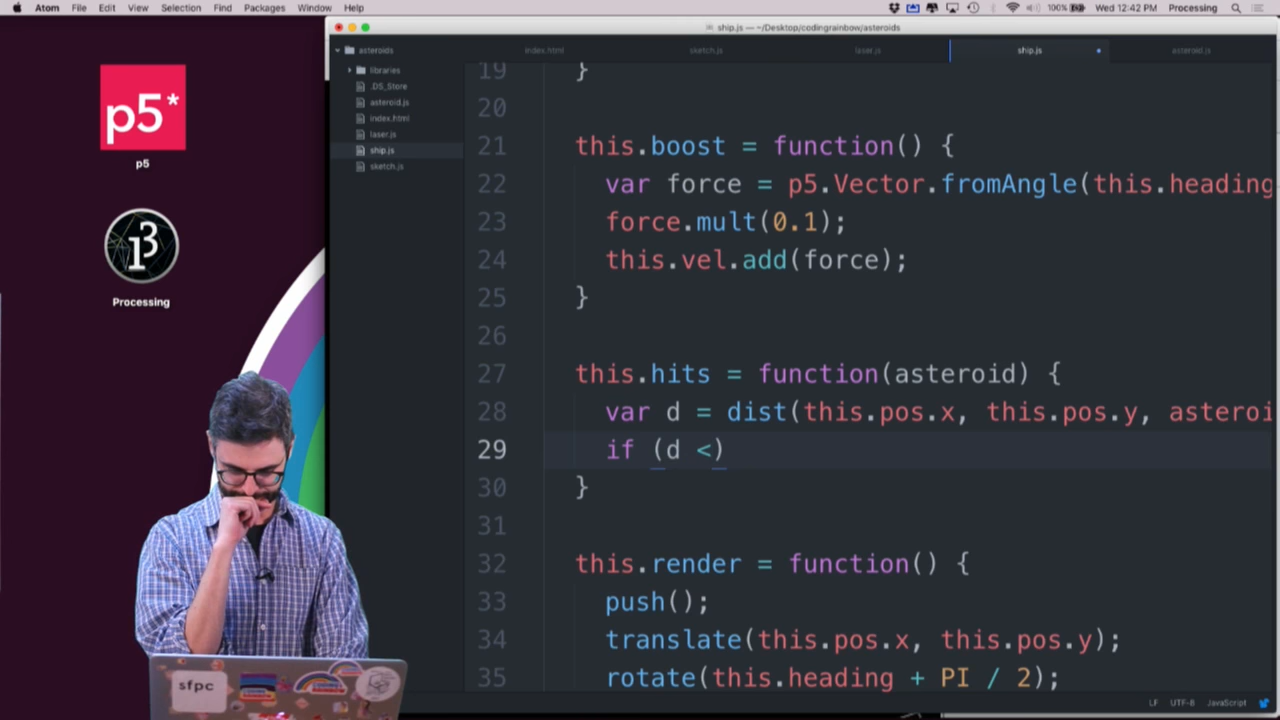 Atom File Edit View Selection Find Packages Window Help
100% Wed 12:42 PM Processing
ship.js — ~/Desktop/codingrainbow/asteroids
asteroids
index.html
sketch.js
laser.js
ship.js
asteroid.js
libraries
.DS_Store
asteroid.js
index.html
laser.js
ship.js
sketch.js
p5*
p5
Processing
19 }
20
21 this.boost = function() {
22 var force = p5.Vector.fromAngle(this.heading
23 force.mult(0.1);
24 this.vel.add(force);
25 }
26
27 this.hits = function(asteroid) {
28 var d = dist(this.pos.x, this.pos.y, asteroi
29 if (d <)
30 }
31
32 this.render = function() {
33 push();
34 translate(this.pos.x, this.pos.y);
35 rotate(this.heading + PI / 2);
LF UTF-8 JavaScript
sfpc